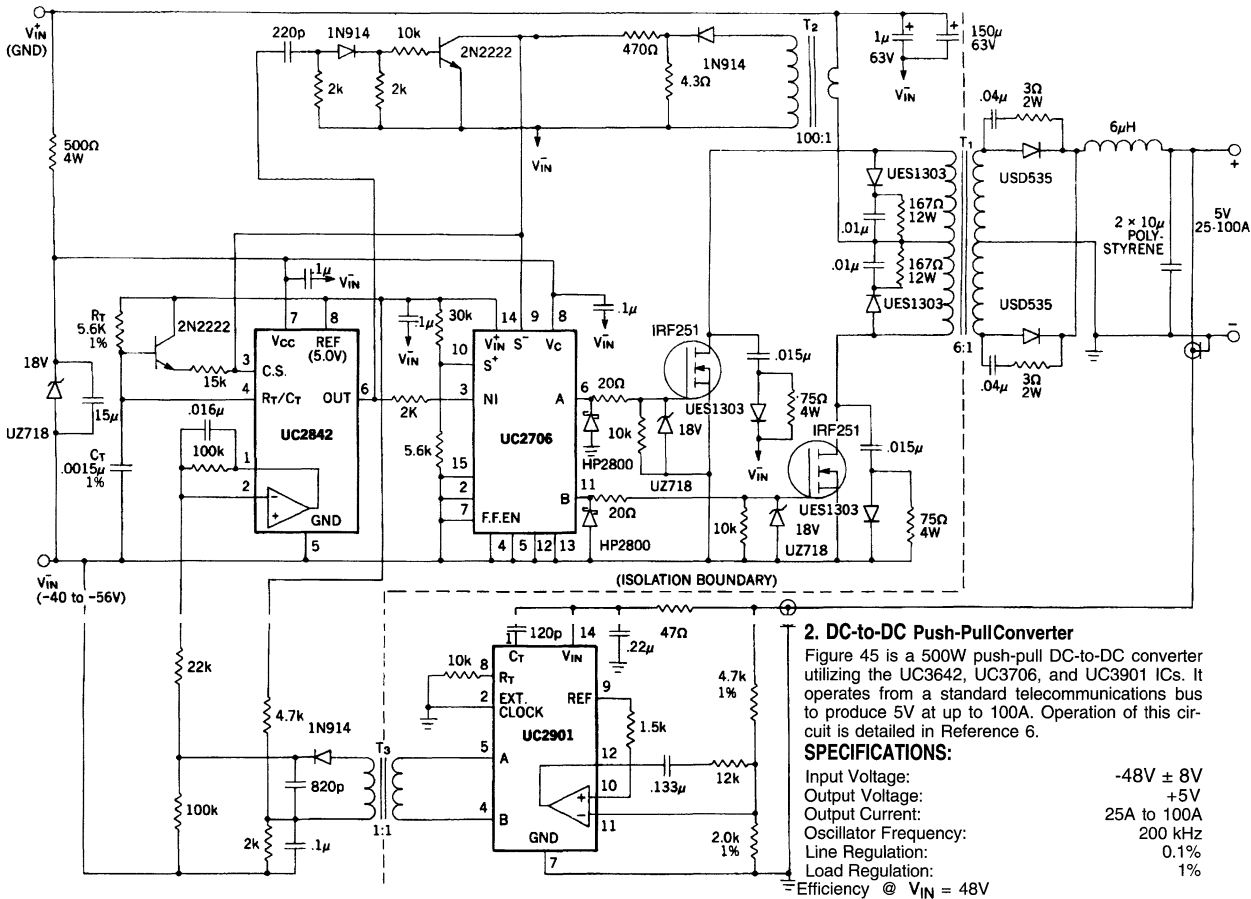 V+IN
(GND)
220p
1N914
10k
2N2222
2k
2k
470Ω
1N914
4.3Ω
T2
100:1
V-IN
1μ
63V
V-IN
150μ
63V
500Ω
4W
.04μ
3Ω
2W
T1
6μH
+
USD535
UES1303
167Ω
12W
.01μ
.01μ
167Ω
12W
UES1303
2 × 10μ
POLY-
STYRENE
5V
25-100A
USD535
6:1
.04μ
3Ω
2W
–
.1μ
V-IN
RT
5.6K
1%
2N2222
15k
7
8
VCC
REF
(5.0V)
3
C.S.
4
RT/CT
OUT
6
UC2842
1
2
–
+
GND
5
.1μ
V-IN
30k
14
9
8
V+IN
S-
VC
10
S+
3
NI
A
6
UC2706
2K
5.6k
15
2
7
F.F.EN
B
11
4
5
12
13
.1μ
V-IN
20Ω
HP2800
10k
18V
UZ718
IRF251
.015μ
UES1303
75Ω
4W
V-IN
20Ω
HP2800
10k
18V
UZ718
IRF251
UES1303
.015μ
75Ω
4W
18V
15μ
UZ718
.016μ
100k
CT
.0015μ
1%
V-IN
(-40 to -56V)
(ISOLATION BOUNDARY)
22k
4.7k
1N914
820p
100k
2k
.1μ
T3
1:1
120p
14
1
CT
VIN
.22μ
47Ω
10k
8
RT
2
EXT.
CLOCK
REF
9
UC2901
1.5k
5
A
12
10
+
–
11
4
B
GND
7
.133μ
12k
4.7k
1%
2.0k
1%
2. DC-to-DC Push-PullConverter
Figure 45 is a 500W push-pull DC-to-DC converter
utilizing the UC3642, UC3706, and UC3901 ICs. It
operates from a standard telecommunications bus
to produce 5V at up to 100A. Operation of this cir-
cuit is detailed in Reference 6.
SPECIFICATIONS:
Input Voltage: -48V ± 8V
Output Voltage: +5V
Output Current: 25A to 100A
Oscillator Frequency: 200 kHz
Line Regulation: 0.1%
Load Regulation: 1%
Efficiency @ VIN = 48V